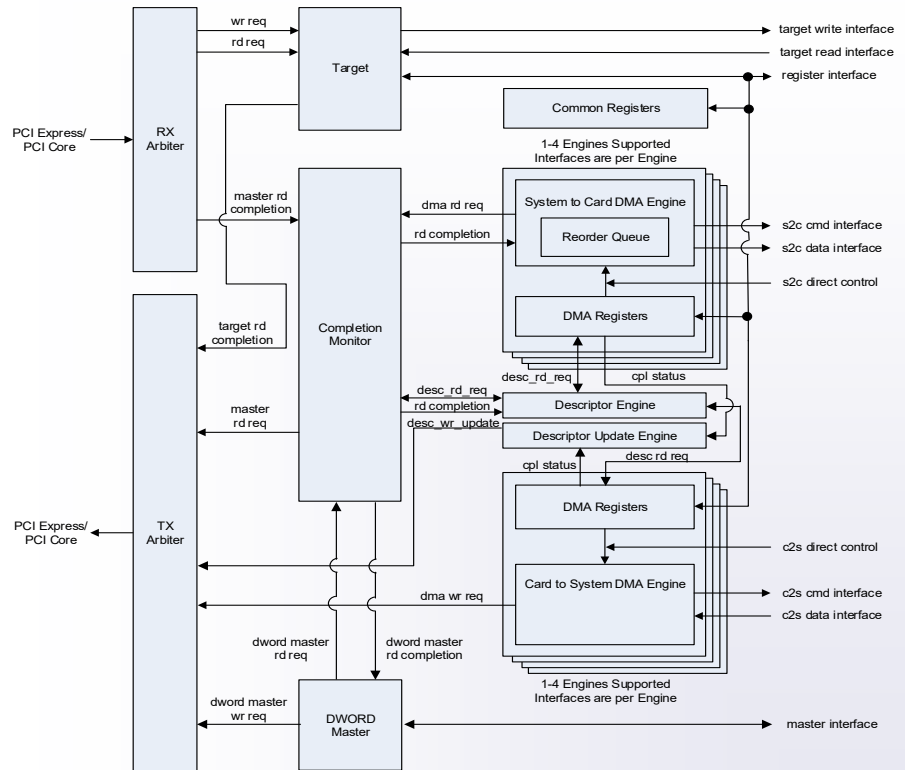 wr req
target write interface
rd req
target read interface
Target
register interface
Common Registers
PCI Express/
PCI Core
RX
Arbiter
1-4 Engines Supported
Interfaces are per Engine
master rd
completion
dma rd req
System to Card DMA Engine
s2c cmd interface
rd completion
Reorder Queue
s2c data interface
s2c direct control
DMA Registers
target rd
completion
Completion
Monitor
desc_rd_req
cpl status
desc_rd_req
master
rd req
rd completion
Descriptor Engine
desc_wr_update
Descriptor Update Engine
cpl status
desc rd req
DMA Registers
PCI Express/
PCI Core
TX
Arbiter
c2s direct control
Card to System DMA Engine
c2s cmd interface
dma wr req
c2s data interface
dword master
rd req
dword master
rd completion
1-4 Engines Supported
Interfaces are per Engine
dword master
wr req
DWORD
Master
master interface